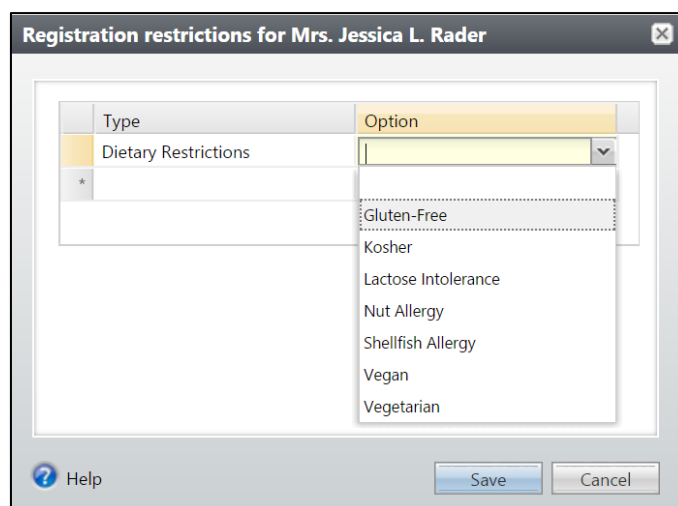 Registration restrictions for Mrs. Jessica L. Rader
Type Option
Dietary Restrictions
*
Gluten-Free
Kosher
Lactose Intolerance
Nut Allergy
Shellfish Allergy
Vegan
Vegetarian
? Help Save Cancel